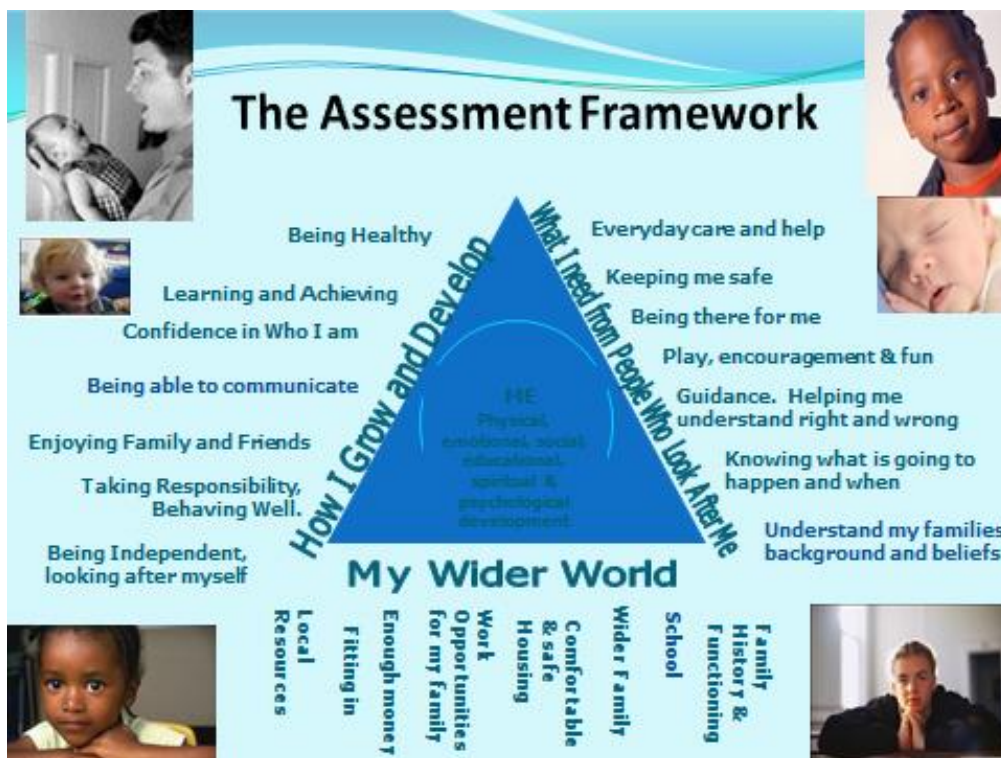 The Assessment Framework
Being Healthy
Learning and Achieving
Confidence in Who I am
Being able to communicate
Enjoying Family and Friends
Taking Responsibility,
Behaving Well.
Being Independent,
looking after myself
How I Grow and Develop
What I need from People Who Look After Me
Everyday care and help
Keeping me safe
Being there for me
Play, encouragement & fun
Guidance. Helping me
understand right and wrong
Knowing what is going to
happen and when
Understand my families
background and beliefs
HE
Physical,
emotional, social,
educational,
spiritual &
psychological
development
My Wider World
Local
Resources
Fitting in
Enough money
Work
Opportunities
for my family
Comfortable
& safe
Housing
Wider Family
School
Family
History &
Functioning